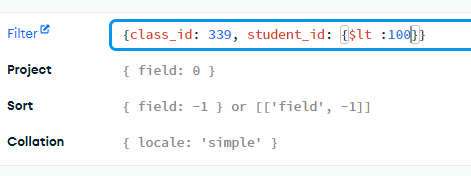 Filter {class_id: 339, student_id: {$lt :100}}
Project { field: 0 }
Sort { field: -1 } or [['field', -1]]
Collation { locale: 'simple' }